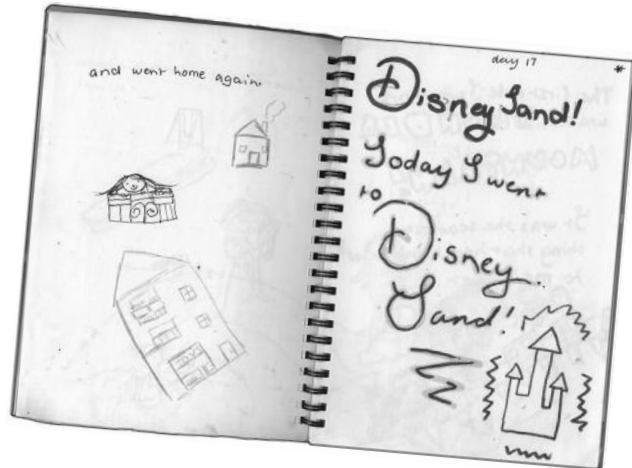 and went home again.
day 17
*
Disney Land!
Today I went
to
Disney
Land!